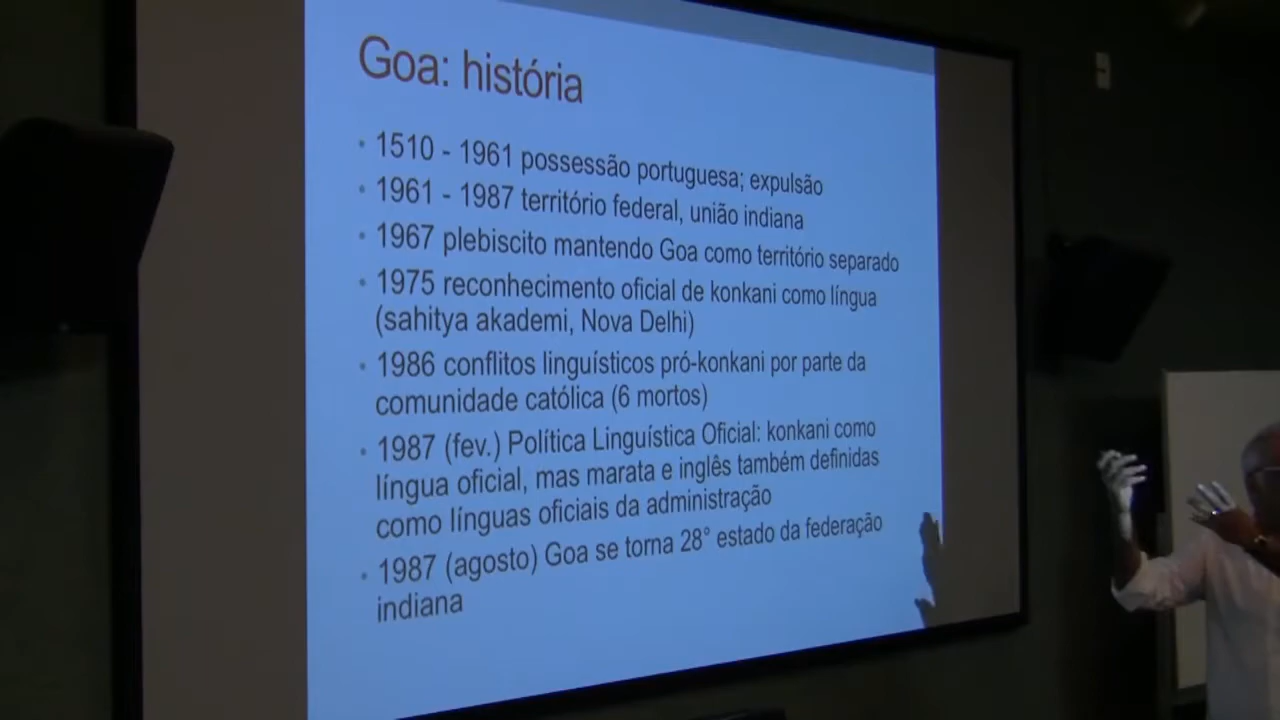 Goa: história
• 1510 - 1961 possessão portuguesa; expulsão
• 1961 - 1987 território federal, união indiana
• 1967 plebiscito mantendo Goa como território separado
• 1975 reconhecimento oficial de konkani como língua
(sahitya akademi, Nova Delhi)
• 1986 conflitos linguísticos pró-konkani por parte da
comunidade católica (6 mortos)
• 1987 (fev.) Política Linguística Oficial: konkani como
língua oficial, mas marata e inglês também definidas
como línguas oficiais da administração
• 1987 (agosto) Goa se torna 28° estado da federação
indiana